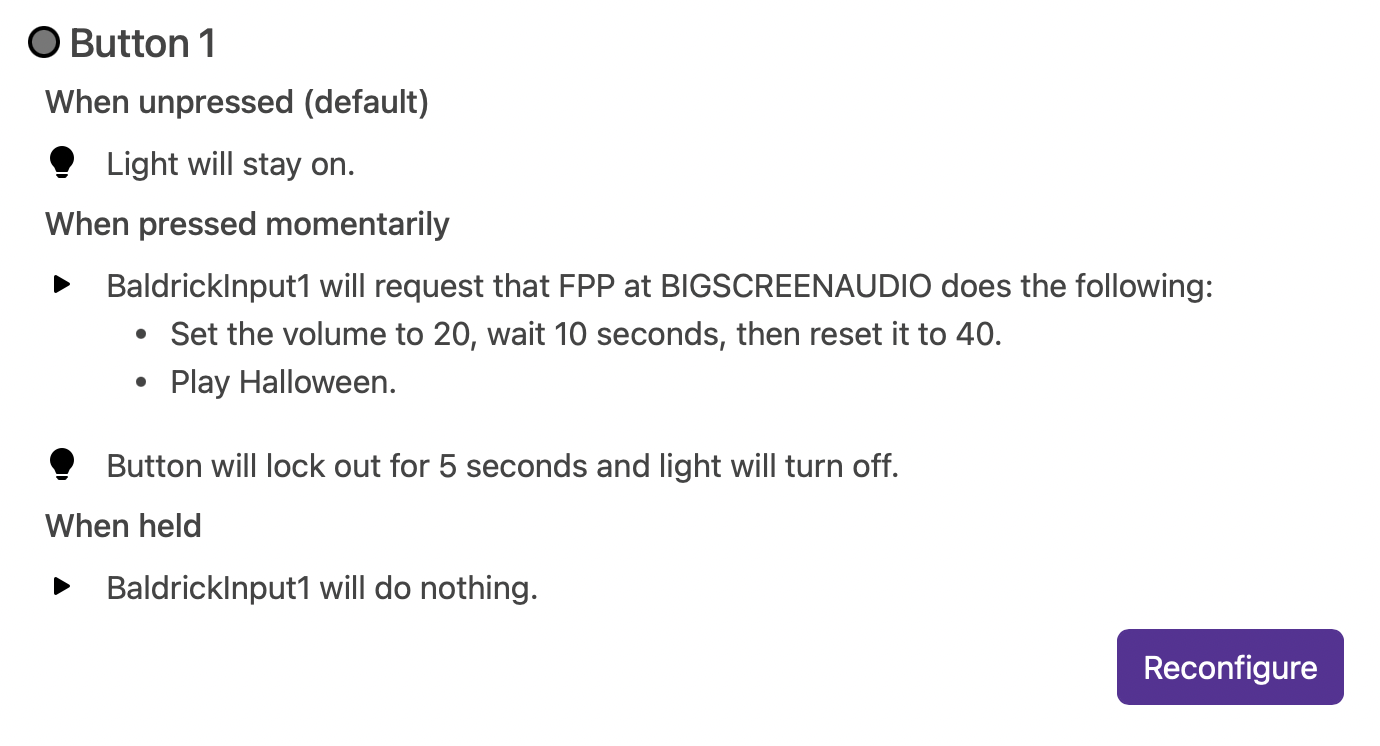 Button 1
When unpressed (default)
Light will stay on.
When pressed momentarily
BaldrickInput1 will request that FPP at BIGSCREENAUDIO does the following:
• Set the volume to 20, wait 10 seconds, then reset it to 40.
• Play Halloween.
Button will lock out for 5 seconds and light will turn off.
When held
BaldrickInput1 will do nothing.
Reconfigure